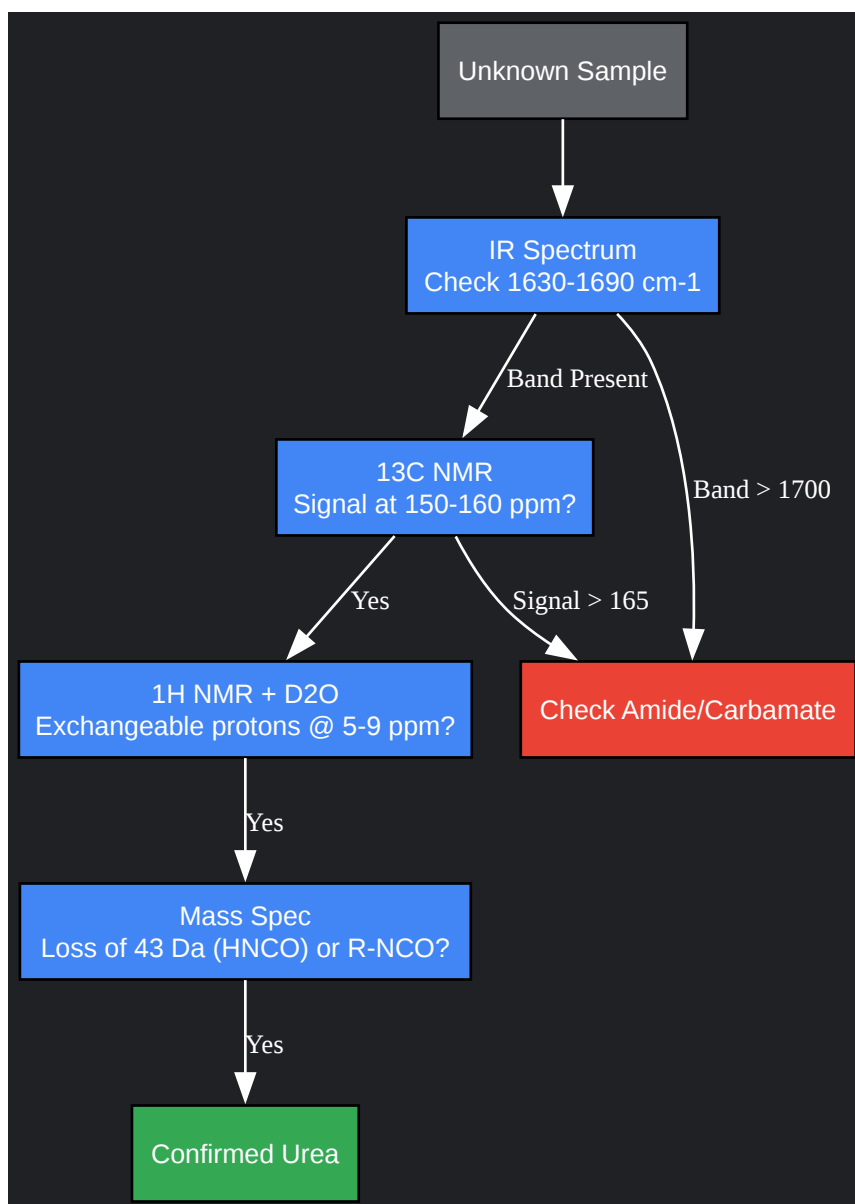 Unknown Sample
IR Spectrum
Check 1630-1690 cm-1
Band Present
13C NMR
Signal at 150-160 ppm?
Band > 1700
Yes
Signal > 165
1H NMR + D2O
Exchangeable protons @ 5-9 ppm?
Check Amide/Carbamate
Yes
Mass Spec
Loss of 43 Da (HNCO) or R-NCO?
Yes
Confirmed Urea